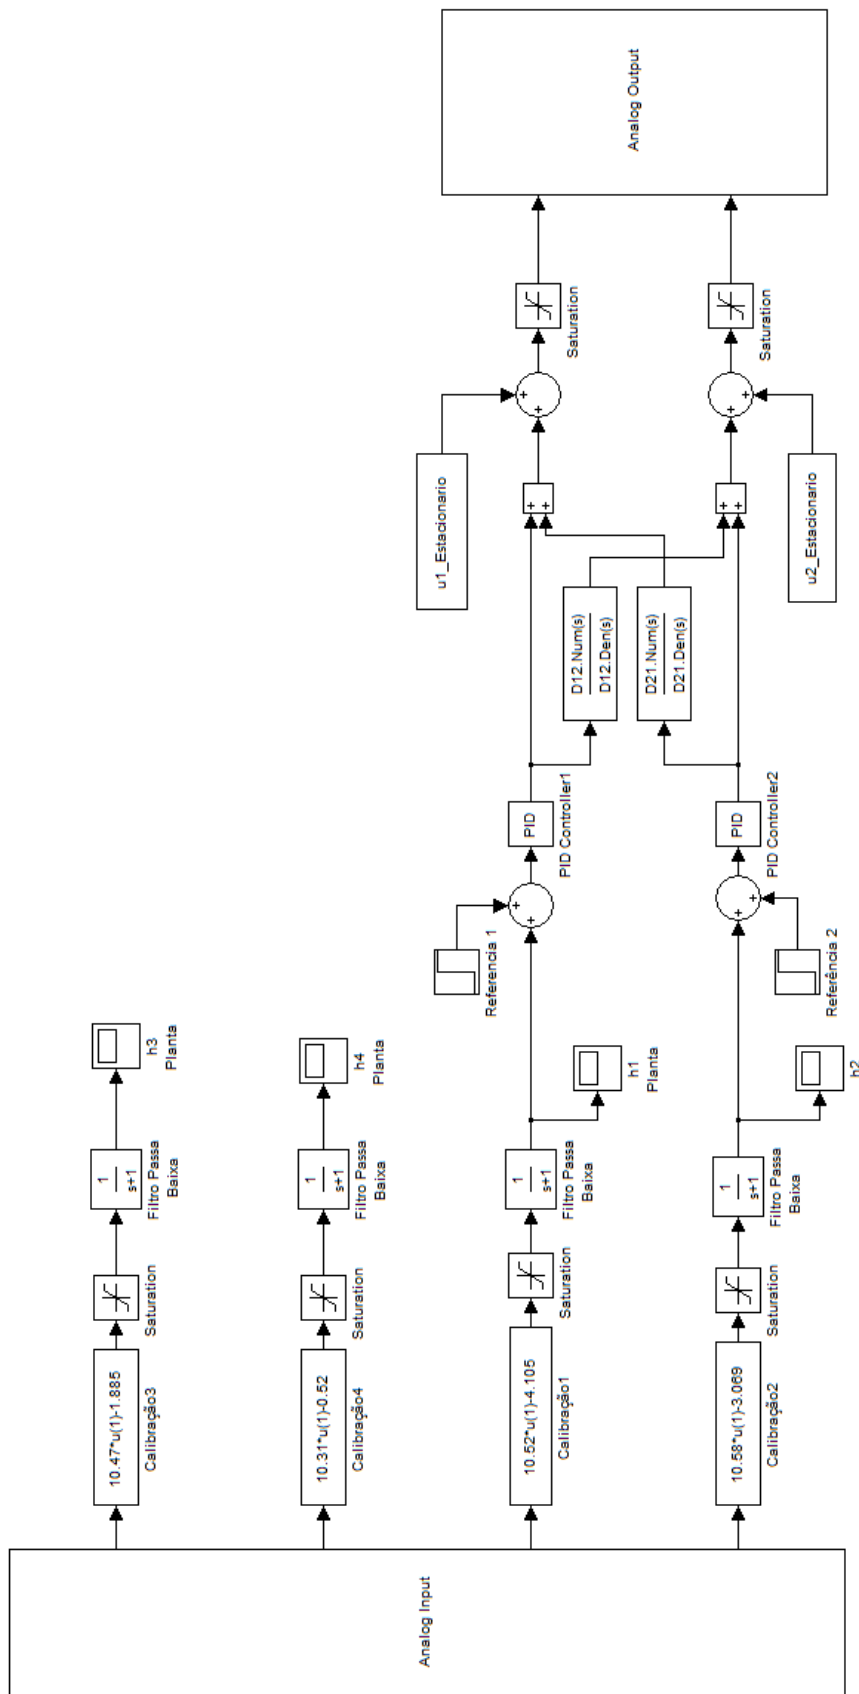 Analog Input
10.47*u(1)-1.885
Calibração3
Saturation
1
s+1
Filtro Passa
Baixa
h3
Planta
10.31*u(1)-0.52
Calibração4
Saturation
1
s+1
Filtro Passa
Baixa
h4
Planta
10.52*u(1)-4.105
Calibração1
Saturation
1
s+1
Filtro Passa
Baixa
h1
Planta
Referencia 1
+
+
PID
PID Controller1
D12.Num(s)
D12.Den(s)
+
+
u1_Estacionario
+
+
Saturation
10.58*u(1)-3.069
Calibração2
Saturation
1
s+1
Filtro Passa
Baixa
h2
Referência 2
+
+
PID
PID Controller2
D21.Num(s)
D21.Den(s)
+
+
u2_Estacionario
+
+
Saturation
Analog Output